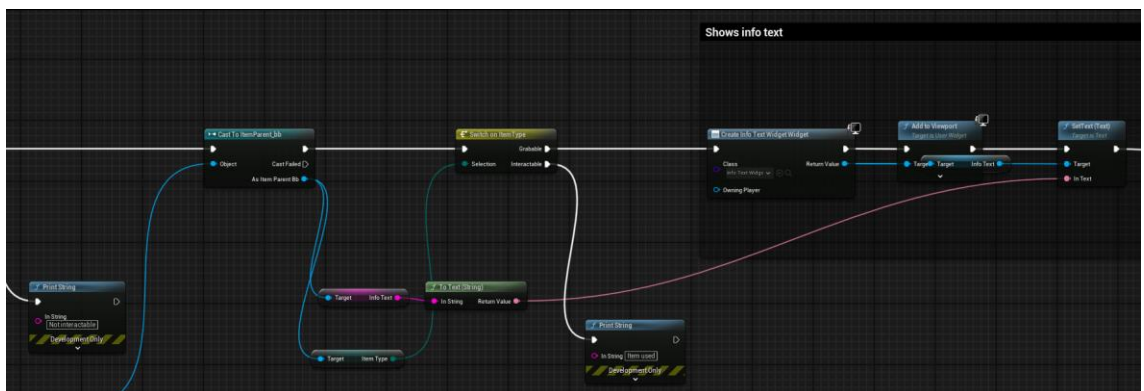 Shows info text
Cast To ItemParent_bb
Object
Cast Failed
As Item Parent Bb
Switch on ItemType
Grabable
Selection
Interactable
Create Info Text Widget Widget
Class
Return Value
Info Text Widge
Owning Player
Add to Viewport
Target is User Widget
Target
Target
Info Text
SetText (Text)
Target is Text
Target
In Text
Print String
In String
Not interactable
Development Only
Target
Info Text
To Text (String)
In String
Return Value
Target
Item Type
Print String
In String
Item used
Development Only